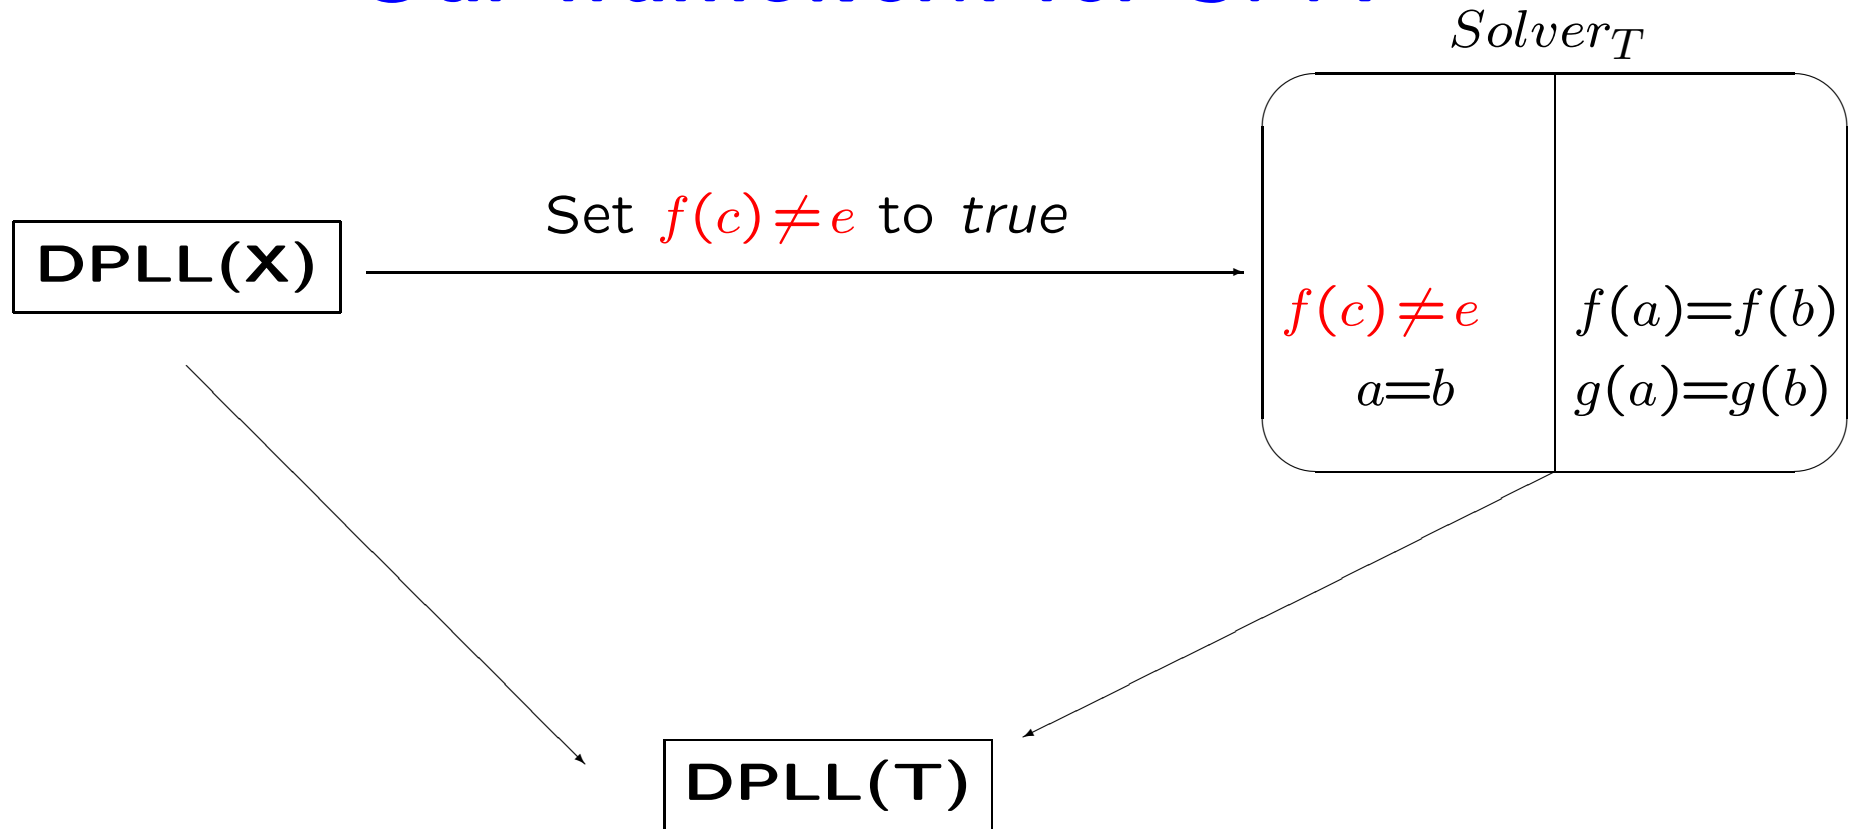 Solver_T
Set f(c)≠e to true
DPLL(X)
f(c)≠e f(a)=f(b)
a=b g(a)=g(b)
DPLL(T)